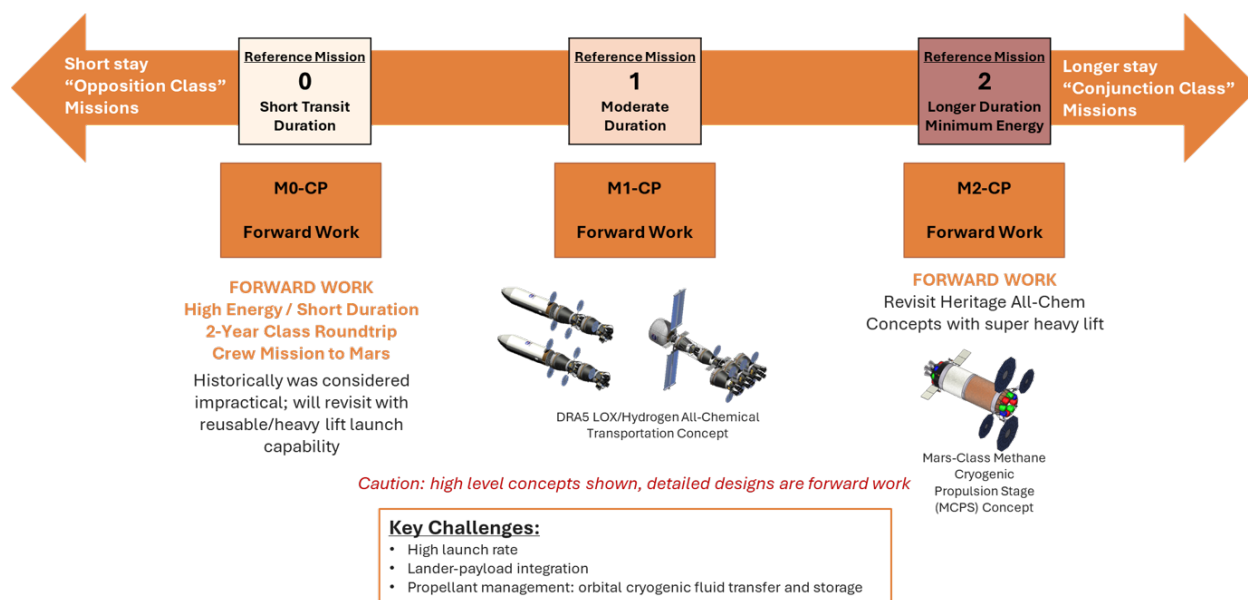 Short stay
“Opposition Class”
Missions
Reference Mission
0
Short Transit
Duration
Reference Mission
1
Moderate
Duration
Reference Mission
2
Longer Duration
Minimum Energy
Longer stay
“Conjunction Class”
Missions
M0-CP
Forward Work
M1-CP
Forward Work
M2-CP
Forward Work
FORWARD WORK
High Energy / Short Duration
2-Year Class Roundtrip
Crew Mission to Mars
Historically was considered
impractical; will revisit with
reusable/heavy lift launch
capability
DRA5 LOX/Hydrogen All-Chemical
Transportation Concept
FORWARD WORK
Revisit Heritage All-Chem
Concepts with super heavy lift
Mars-Class Methane
Cryogenic
Propulsion Stage
(MCPS) Concept
Caution: high level concepts shown, detailed designs are forward work
Key Challenges:
• High launch rate
• Lander-payload integration
• Propellant management: orbital cryogenic fluid transfer and storage